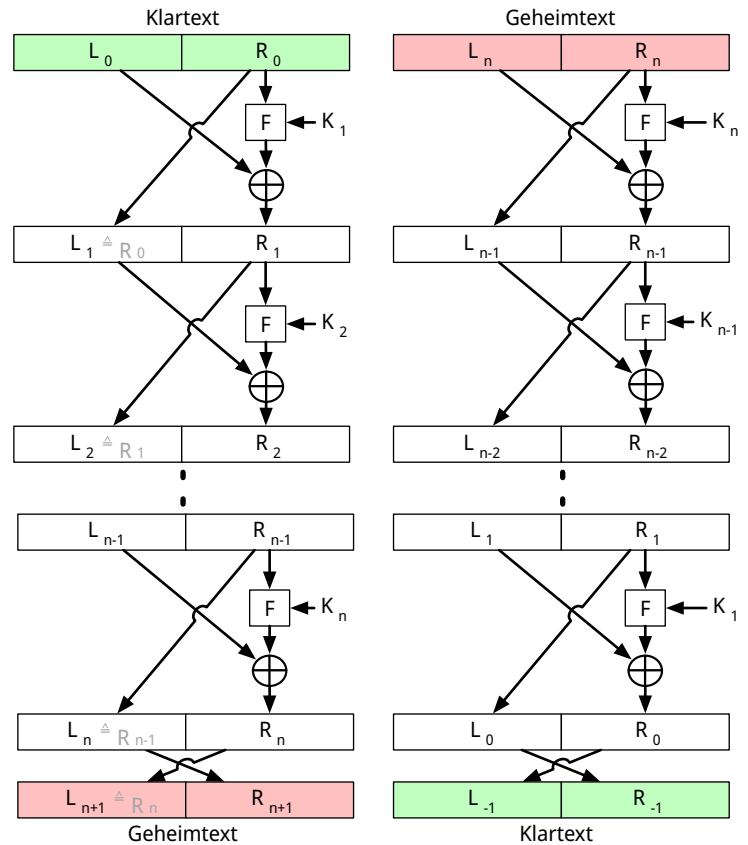 Klartext
L 0 R 0
F K 1
L 1 ≙ R 0 R 1
F K 2
L 2 ≙ R 1 R 2
L n-1 R n-1
F K n
L n ≙ R n-1 R n
L n+1 ≙ R n R n+1
Geheimtext
Geheimtext
L n R n
F K n
L n-1 R n-1
F K n-1
L n-2 R n-2
L 1 R 1
F K 1
L 0 R 0
L -1 R -1
Klartext